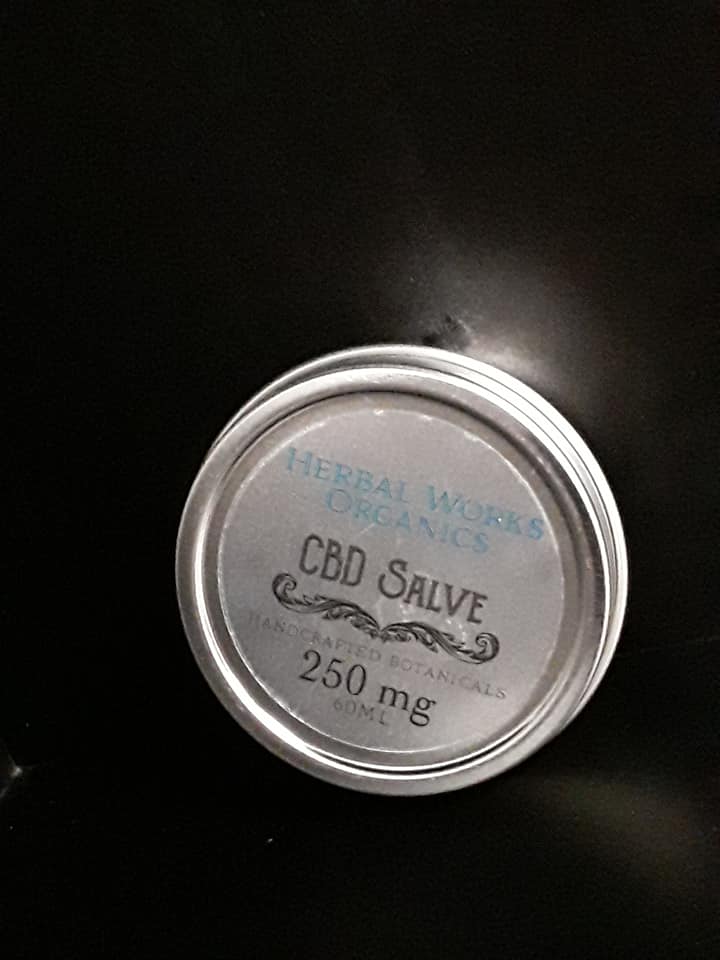 HERBAL WORKS
ORGANICS
CBD SALVE
HANDCRAFTED BOTANICALS
250 mg
60ML